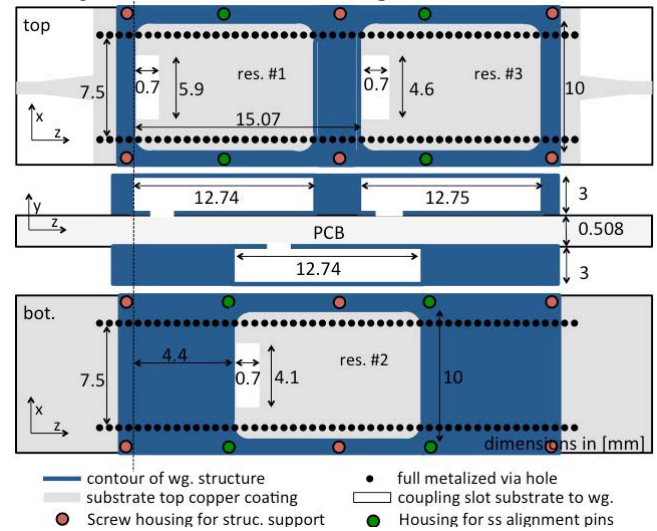 top
res. #1
res. #3
0.7
5.9
0.7
4.6
7.5
10
15.07
x
z
y
z
12.74
12.75
3
PCB
0.508
12.74
3
bot.
4.4
0.7
4.1
res. #2
7.5
10
x
z
dimensions in [mm]
contour of wg. structure
full metalized via hole
substrate top copper coating
coupling slot substrate to wg.
Screw housing for struc. support
Housing for ss alignment pins